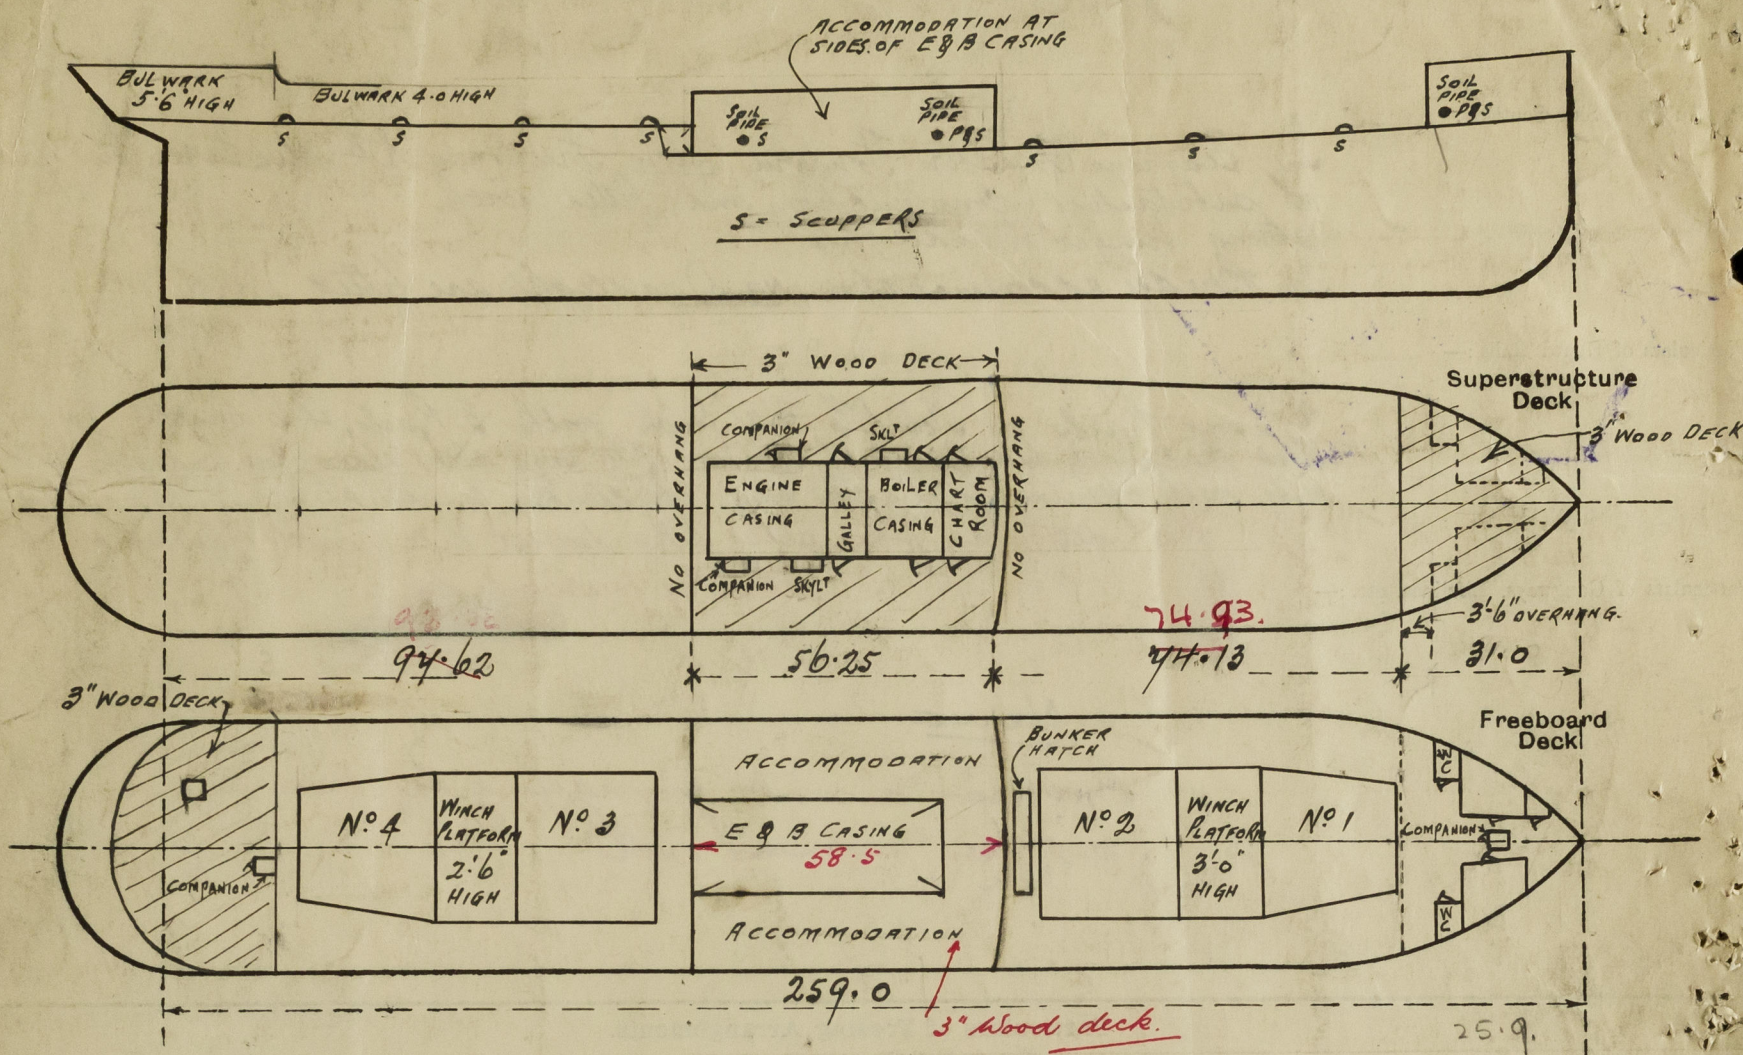 ACCOMMODATION AT
SIDES OF E & B CASING
BULWARK
5'6" HIGH
BULWARK 4-0 HIGH
SOIL
PIPE
S
SOIL
PIPE
P&S
SOIL
PIPE
P&S
S
S
S
S
S
S
S
S = SCUPPERS
3" WOOD DECK
Superstructure
Deck
3" WOOD DECK
NO OVERHANG
COMPANION
SKLT
NO OVERHANG
ENGINE
CASING
GALLEY
BOILER
CASING
CHART
ROOM
COMPANION
SKYLT
3'-6" OVERHANG.
74.93.
97.62
56.25
74.13
31.0
3" WOOD DECK
Freeboard
Deck
BUNKER
HATCH
ACCOMMODATION
No 4
WINCH
PLATFORM
2'-6"
HIGH
No 3
E & B CASING
58.5
No 2
WINCH
PLATFORM
3'-0"
HIGH
No 1
WC
COMPANION
WC
COMPANION
ACCOMMODATION
259.0
3" Wood deck.
25.9.